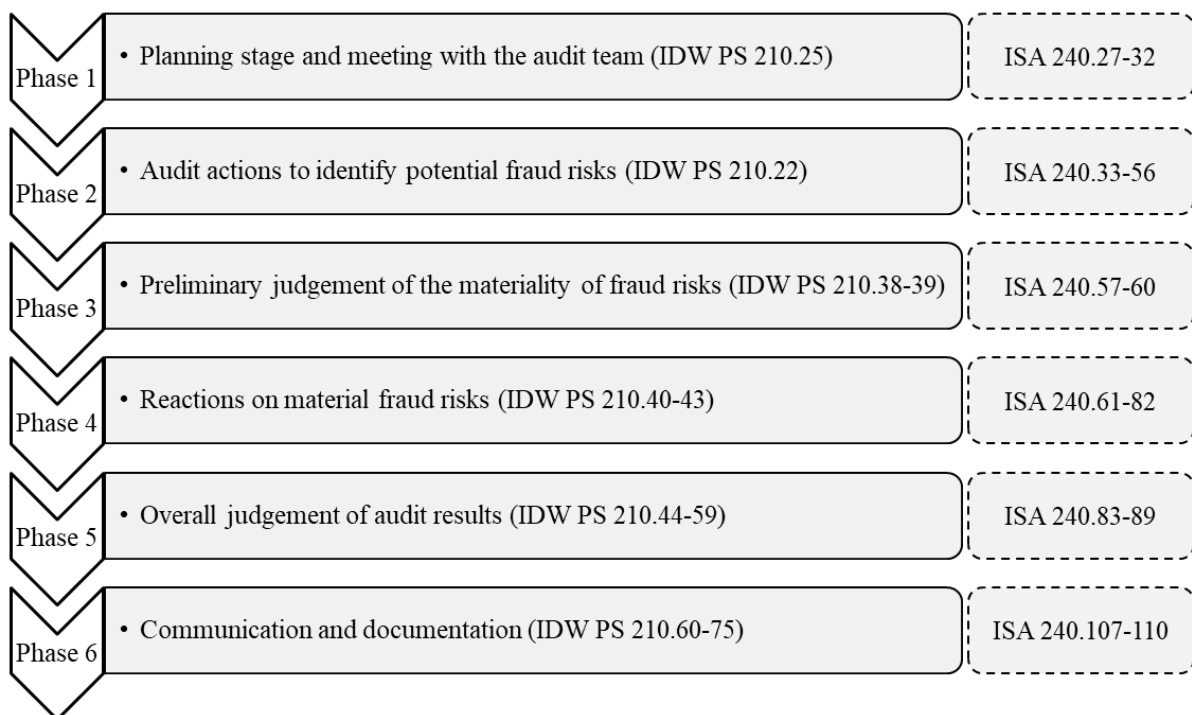 Phase 1
• Planning stage and meeting with the audit team (IDW PS 210.25)
ISA 240.27-32
Phase 2
• Audit actions to identify potential fraud risks (IDW PS 210.22)
ISA 240.33-56
Phase 3
• Preliminary judgement of the materiality of fraud risks (IDW PS 210.38-39)
ISA 240.57-60
Phase 4
• Reactions on material fraud risks (IDW PS 210.40-43)
ISA 240.61-82
Phase 5
• Overall judgement of audit results (IDW PS 210.44-59)
ISA 240.83-89
Phase 6
• Communication and documentation (IDW PS 210.60-75)
ISA 240.107-110